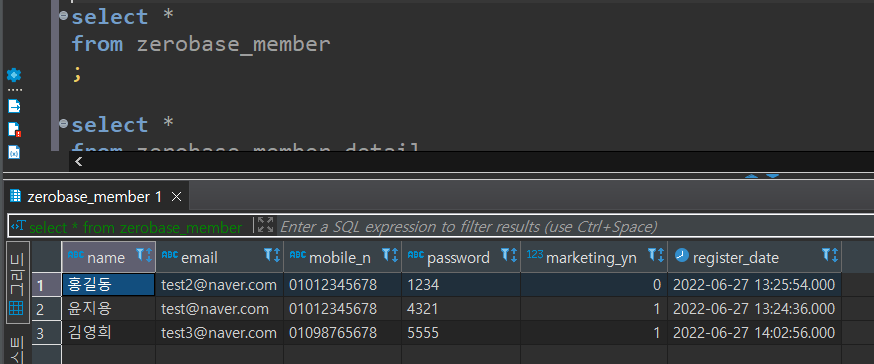 select *
from zerobase_member
;
select *
from zerobase_member_detail
zerobase_member 1
select * from zerobase_member
Enter a SQL expression to filter results (use Ctrl+Space)
그리드
name email mobile_n password marketing_yn register_date
1 홍길동 test2@naver.com 01012345678 1234 0 2022-06-27 13:25:54.000
2 윤지용 test@naver.com 01012345678 4321 1 2022-06-27 13:24:36.000
3 김영희 test3@naver.com 01098765678 5555 1 2022-06-27 14:02:56.000